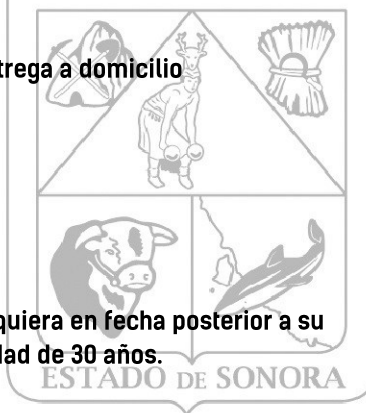 trega a domicilio
quiera en fecha posterior a su
dad de 30 años.
ESTADO DE SONORA